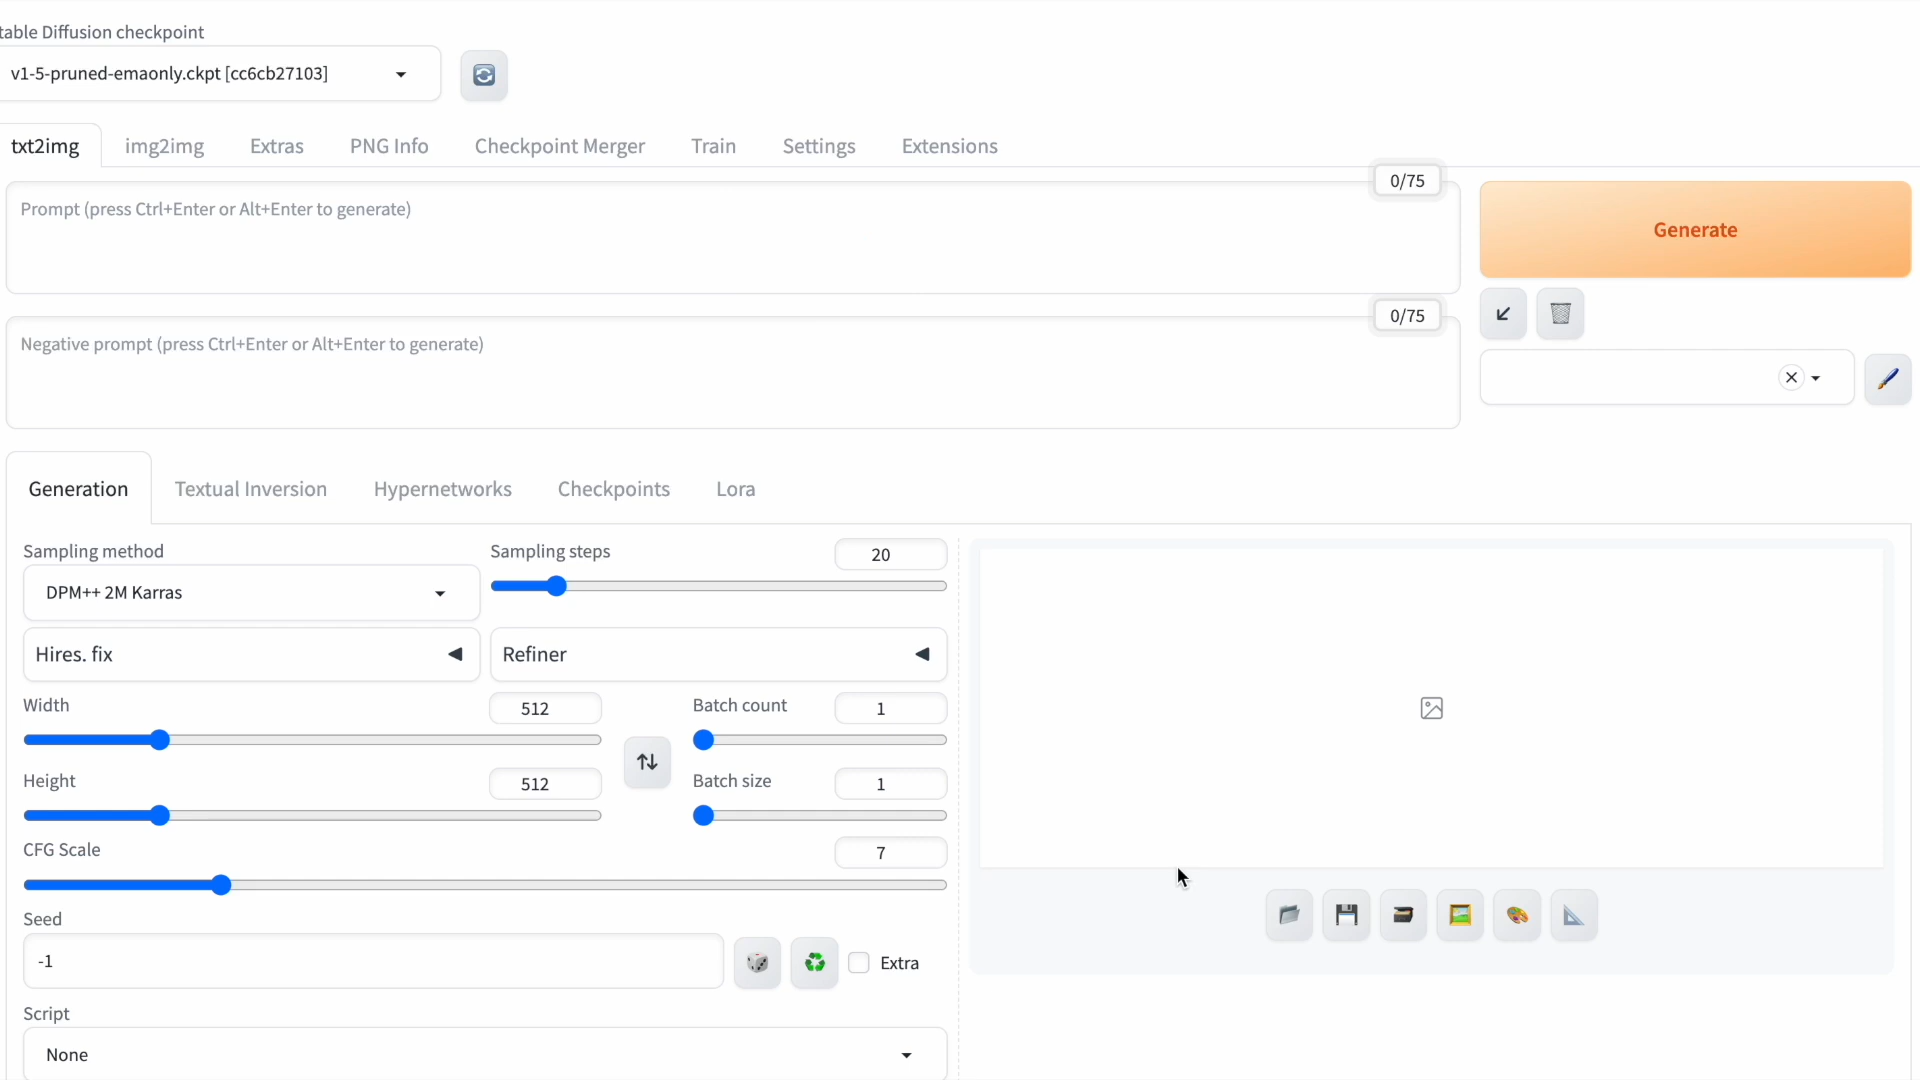 table Diffusion checkpoint
v1-5-pruned-emaonly.ckpt [cc6cb27103]
txt2img
img2img
Extras
PNG Info
Checkpoint Merger
Train
Settings
Extensions
0/75
Prompt (press Ctrl+Enter or Alt+Enter to generate)
Generate
0/75
Negative prompt (press Ctrl+Enter or Alt+Enter to generate)
Generation
Textual Inversion
Hypernetworks
Checkpoints
Lora
Sampling method
DPM++ 2M Karras
Sampling steps
20
Hires. fix
Refiner
Width
512
Batch count
1
Height
512
Batch size
1
CFG Scale
7
Seed
-1
Extra
Script
None